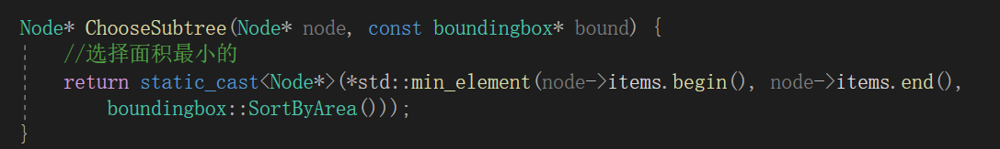 Node* ChooseSubtree(Node* node, const boundingbox* bound) {
//选择面积最小的
return static_cast<Node*>(*std::min_element(node->items.begin(), node->items.end(),
boundingbox::SortByArea()));
}